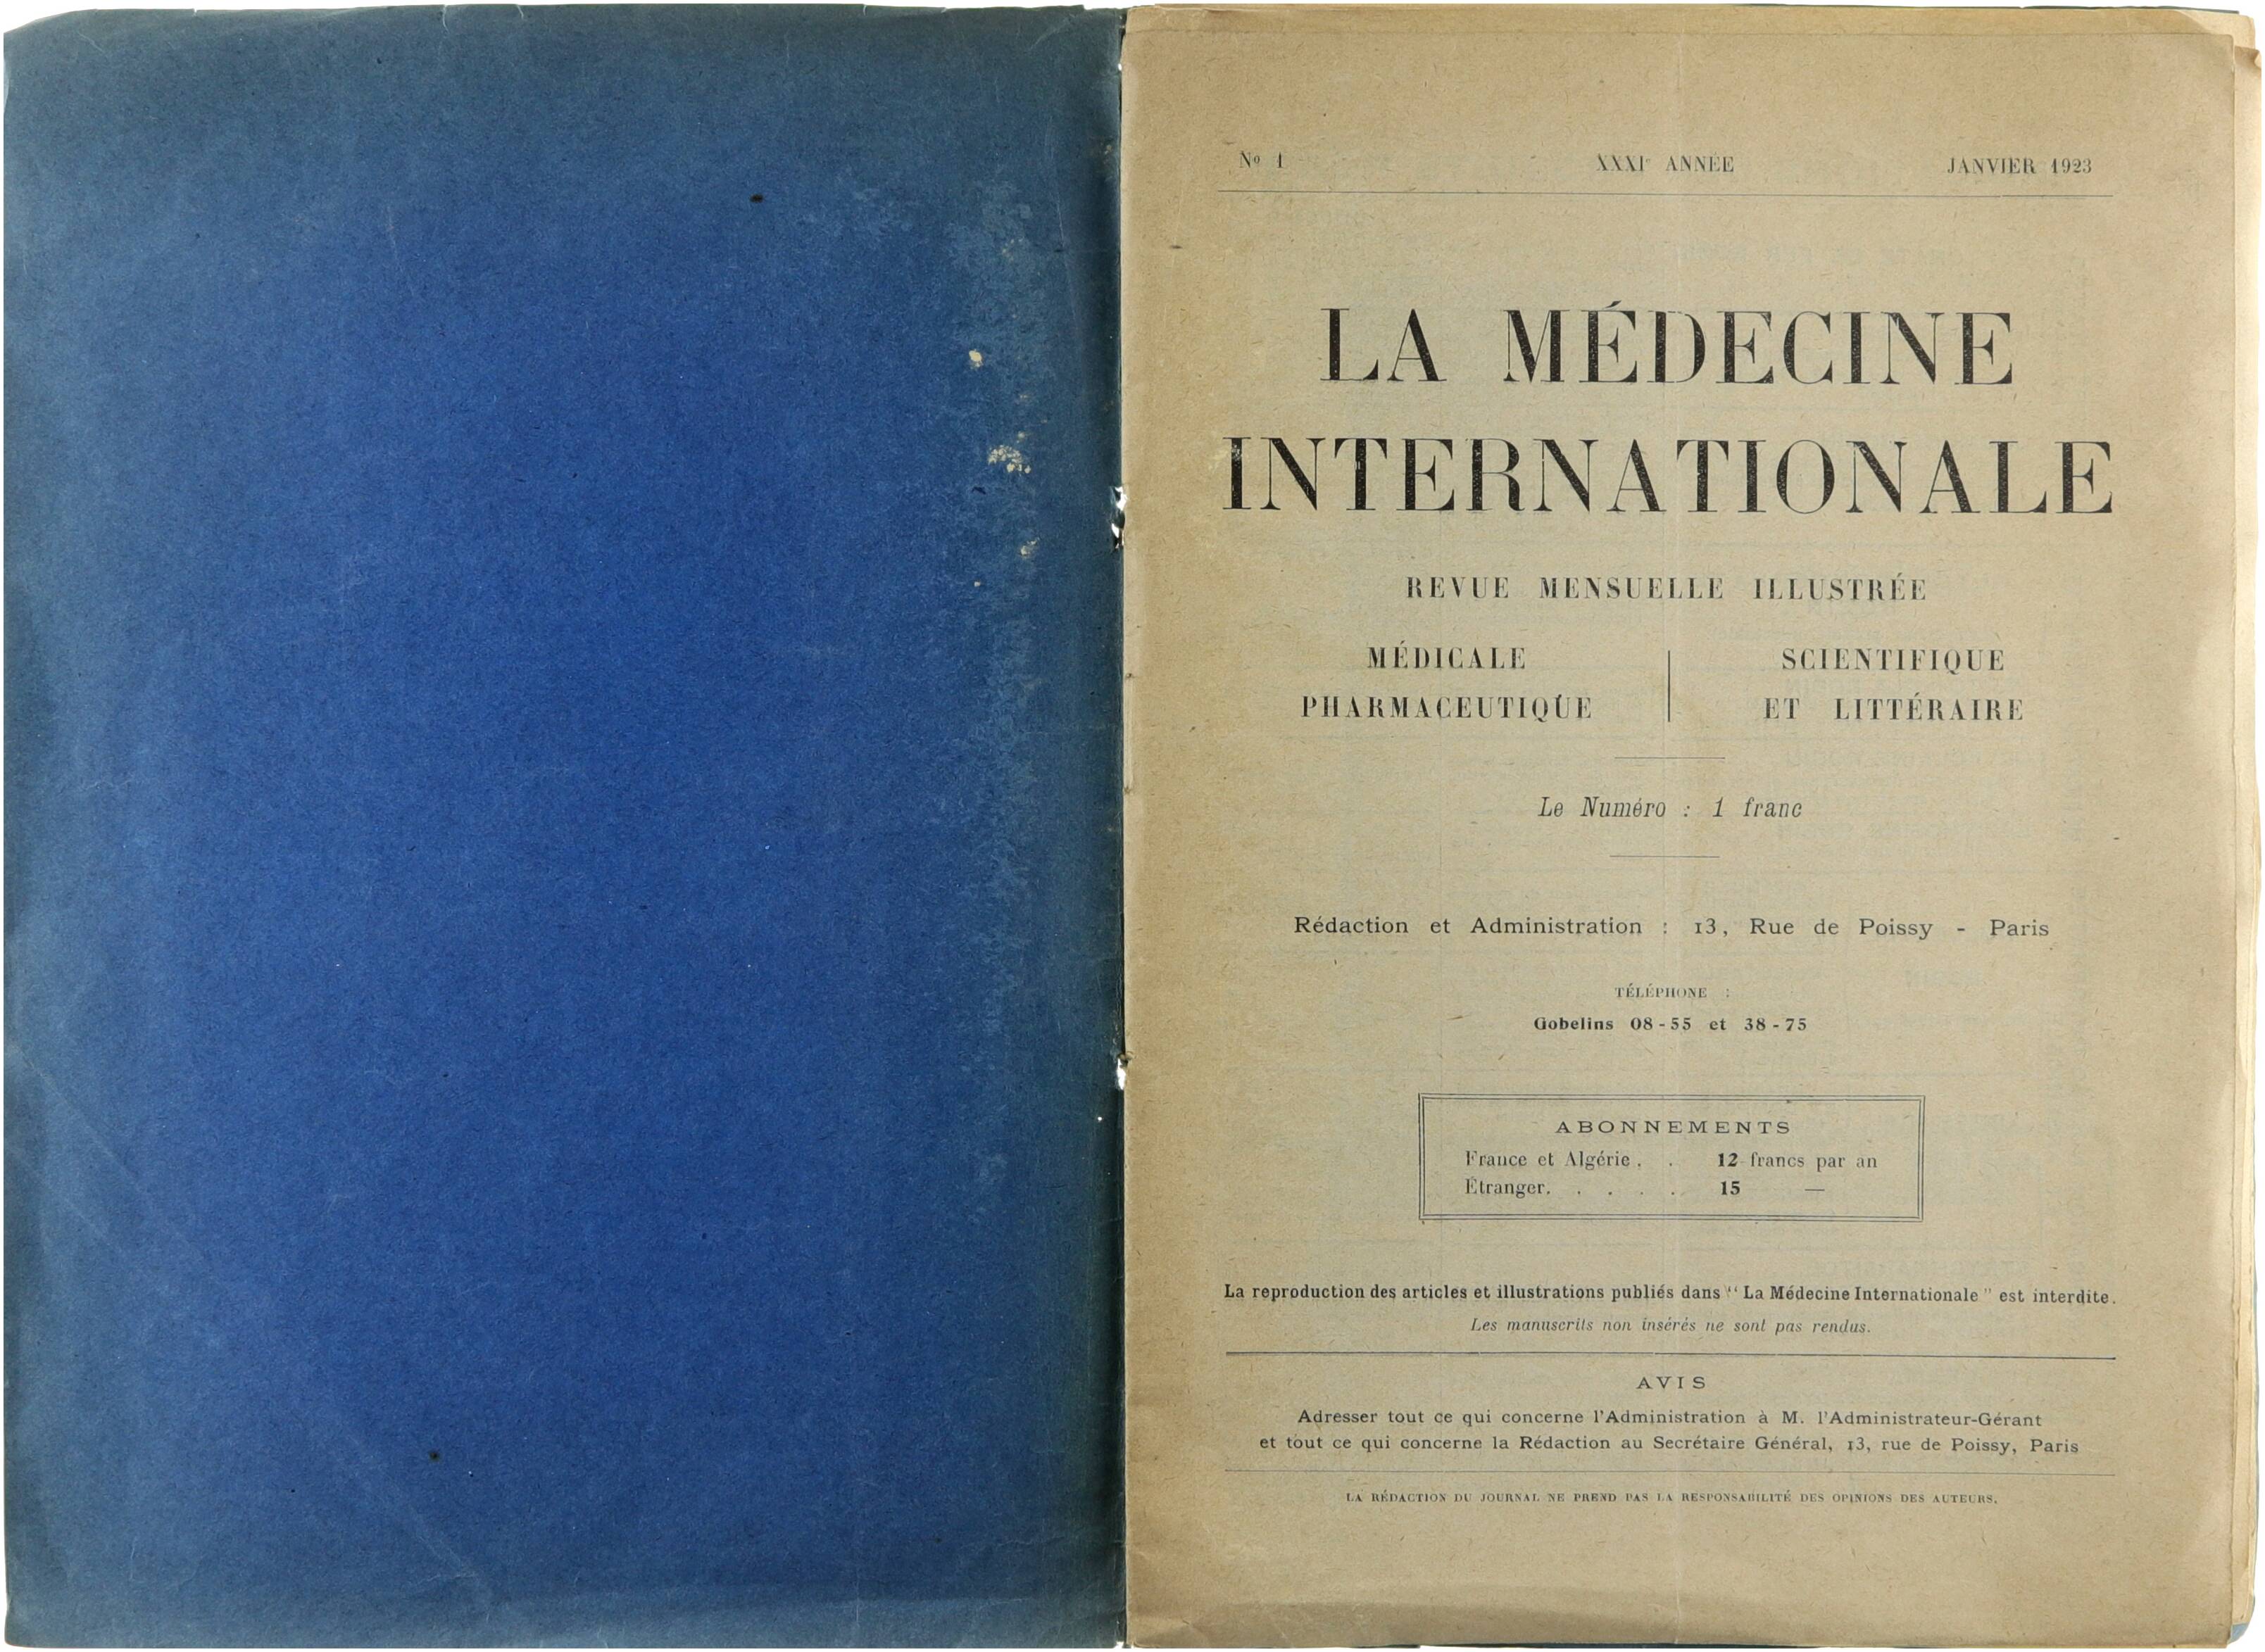 No 1 XXXIe ANNÉE JANVIER 1923
LA MÉDECINE
INTERNATIONALE
REVUE MENSUELLE ILLUSTRÉE
MÉDICALE
PHARMACEUTIQUE
SCIENTIFIQUE
ET LITTÉRAIRE
Le Numéro : 1 franc
Rédaction et Administration : 13, Rue de Poissy - Paris
TÉLÉPHONE :
Gobelins 08-55 et 38-75
ABONNEMENTS
France et Algérie. . 12 francs par an
Étranger. . . . . 15 —
La reproduction des articles et illustrations publiés dans "La Médecine Internationale" est interdite.
Les manuscrits non insérés ne sont pas rendus.
AVIS
Adresser tout ce qui concerne l'Administration à M. l'Administrateur-Gérant
et tout ce qui concerne la Rédaction au Secrétaire Général, 13, rue de Poissy, Paris
LA RÉDACTION DU JOURNAL NE PREND PAS LA RESPONSABILITÉ DES OPINIONS DES AUTEURS.